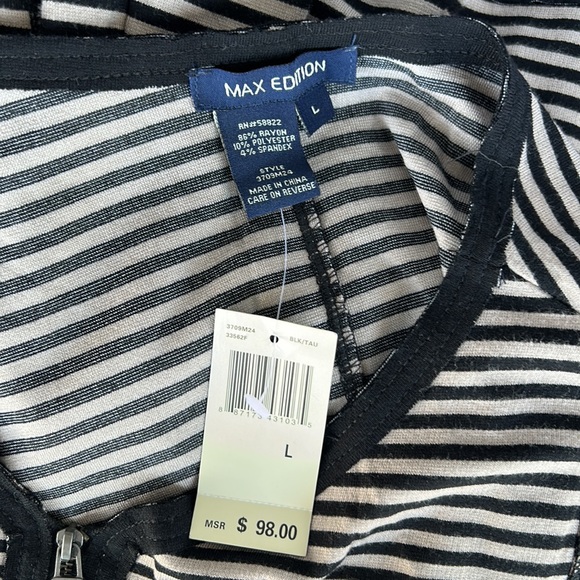 MAX EDITION
L
RN#58822
86% RAYON
10% POLYESTER
4% SPANDEX
STYLE
3709M24
MADE IN CHINA
CARE ON REVERSE
3709M24
33562F
BLK/TAU
L
MSR $ 98.00